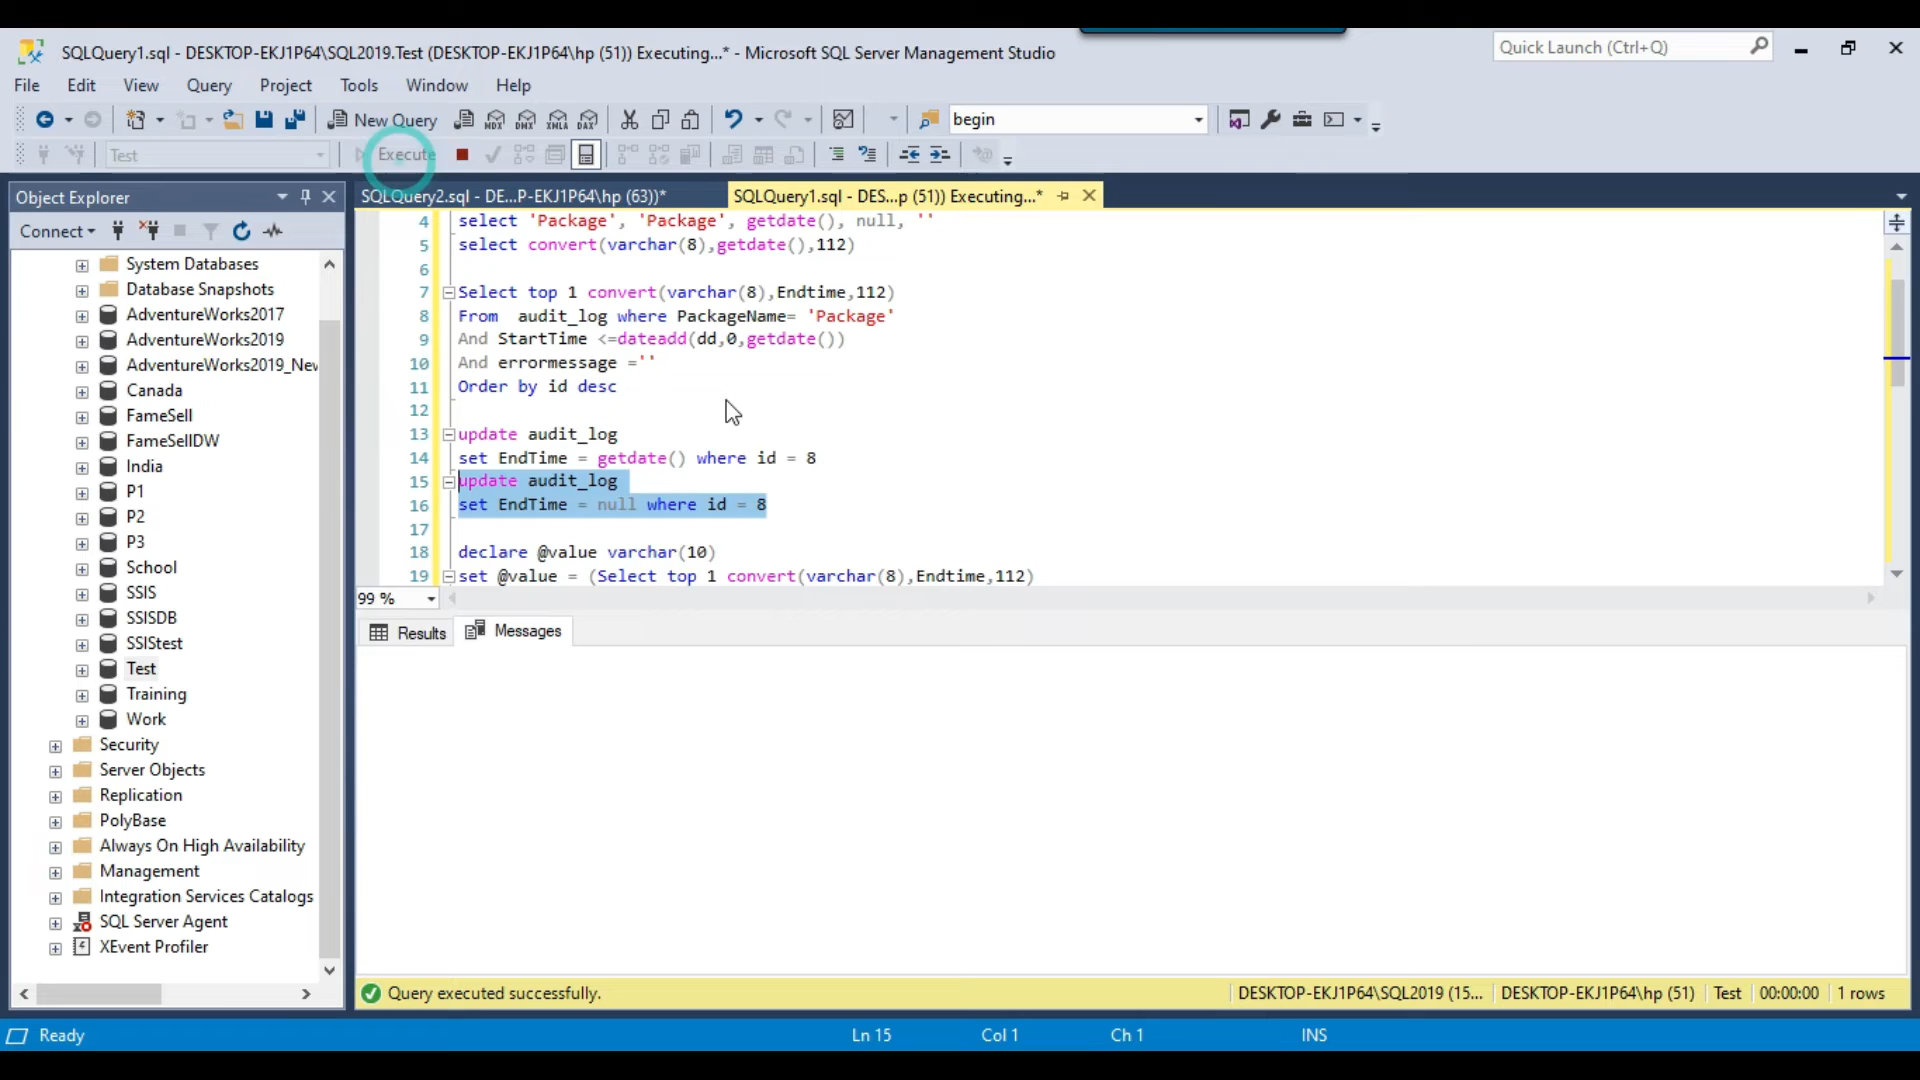 SQLQuery1.sql - DESKTOP-EKJ1P64\SQL2019.Test (DESKTOP-EKJ1P64\hp (51)) Executing...* - Microsoft SQL Server Management Studio
Quick Launch (Ctrl+Q)
File Edit View Query Project Tools Window Help
New Query
MDX DMX XMLA DAX
begin
Test
Execute
Object Explorer
SQLQuery2.sql - DE...P-EKJ1P64\hp (63))*
SQLQuery1.sql - DES...p (51)) Executing...*
Connect
System Databases
Database Snapshots
AdventureWorks2017
AdventureWorks2019
AdventureWorks2019_New
Canada
FameSell
FameSellDW
India
P1
P2
P3
School
SSIS
SSISDB
SSIStest
Test
Training
Work
Security
Server Objects
Replication
PolyBase
Always On High Availability
Management
Integration Services Catalogs
SQL Server Agent
XEvent Profiler
4 select 'Package', 'Package', getdate(), null, ''
5 select convert(varchar(8),getdate(),112)
6
7 Select top 1 convert(varchar(8),Endtime,112)
8 From audit_log where PackageName= 'Package'
9 And StartTime <=dateadd(dd,0,getdate())
10 And errormessage =''
11 Order by id desc
12
13 update audit_log
14 set EndTime = getdate() where id = 8
15 update audit_log
16 set EndTime = null where id = 8
17
18 declare @value varchar(10)
19 set @value = (Select top 1 convert(varchar(8),Endtime,112)
99 %
Results Messages
Query executed successfully.
DESKTOP-EKJ1P64\SQL2019 (15... DESKTOP-EKJ1P64\hp (51) Test 00:00:00 1 rows
Ready Ln 15 Col 1 Ch 1 INS